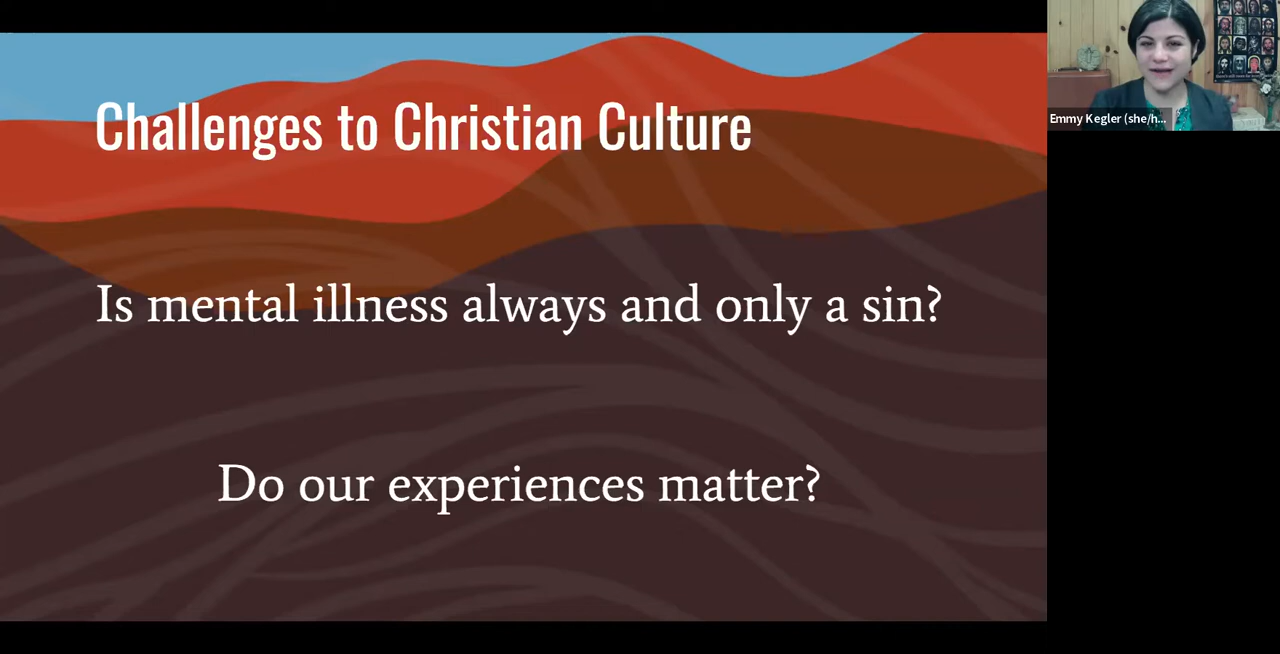 Challenges to Christian Culture
Emmy Kegler (she/h...
Is mental illness always and only a sin?
Do our experiences matter?